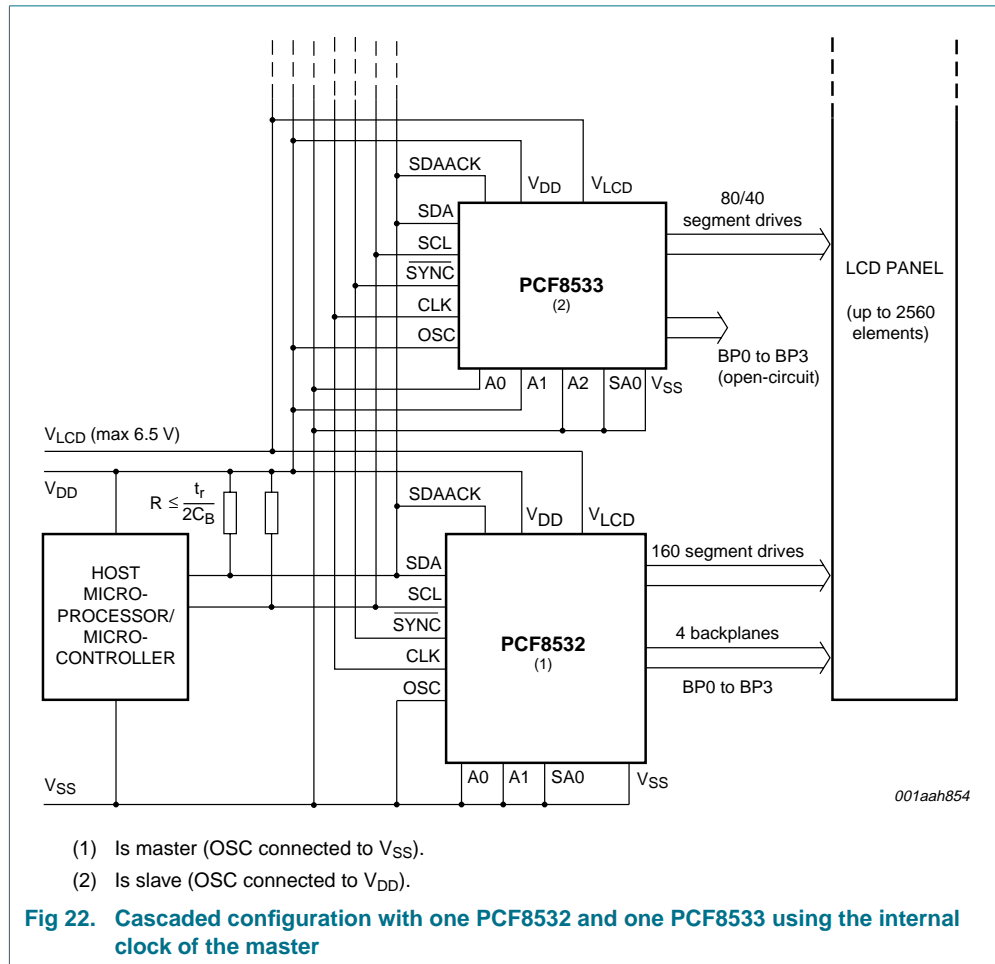 SDAACK
VDD
VLCD
SDA
SCL
SYNC
CLK
OSC
PCF8533
(2)
80/40
segment drives
BP0 to BP3
(open-circuit)
LCD PANEL
(up to 2560
elements)
A0 A1 A2 SA0 VSS
VLCD (max 6.5 V)
VDD
R ≤ tr/2CB
HOST
MICRO-
PROCESSOR/
MICRO-
CONTROLLER
SDAACK
VDD
VLCD
SDA
SCL
SYNC
CLK
OSC
PCF8532
(1)
160 segment drives
4 backplanes
BP0 to BP3
A0 A1 SA0 VSS
VSS
001aah854
(1) Is master (OSC connected to VSS).
(2) Is slave (OSC connected to VDD).
Fig 22. Cascaded configuration with one PCF8532 and one PCF8533 using the internal
clock of the master